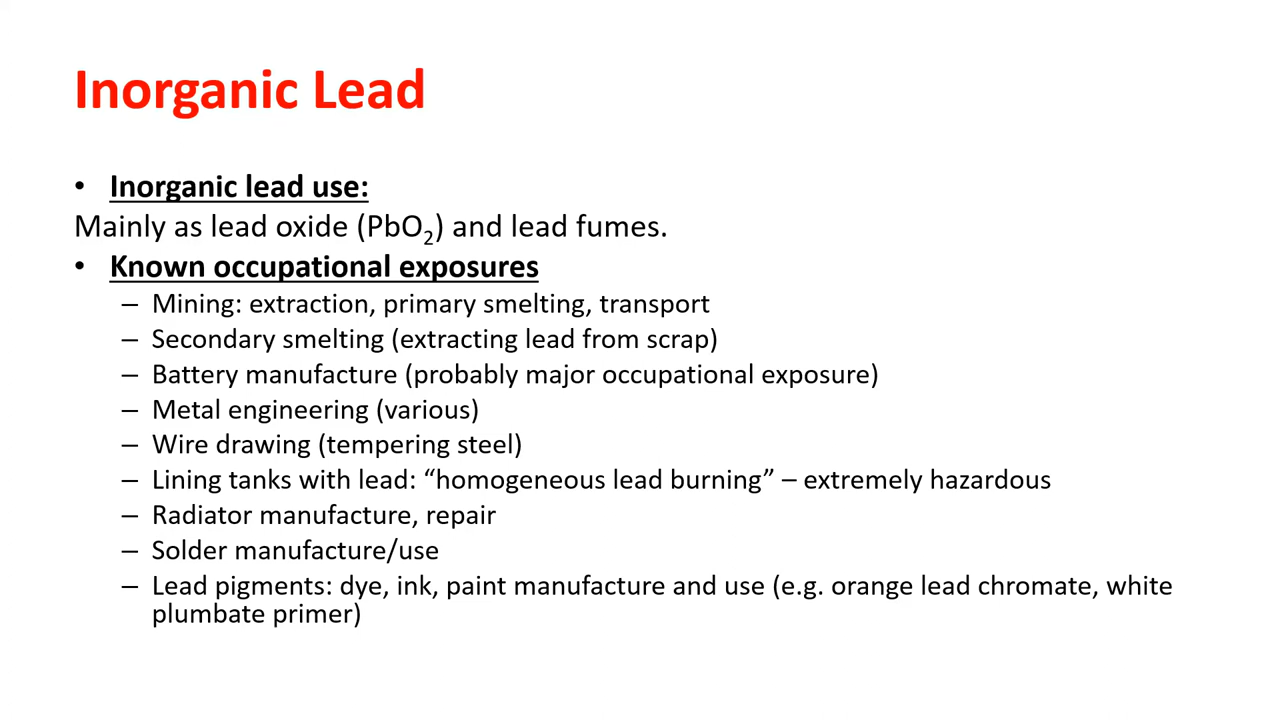 Inorganic Lead
• Inorganic lead use:
Mainly as lead oxide (PbO₂) and lead fumes.
• Known occupational exposures
– Mining: extraction, primary smelting, transport
– Secondary smelting (extracting lead from scrap)
– Battery manufacture (probably major occupational exposure)
– Metal engineering (various)
– Wire drawing (tempering steel)
– Lining tanks with lead: “homogeneous lead burning” – extremely hazardous
– Radiator manufacture, repair
– Solder manufacture/use
– Lead pigments: dye, ink, paint manufacture and use (e.g. orange lead chromate, white
plumbate primer)